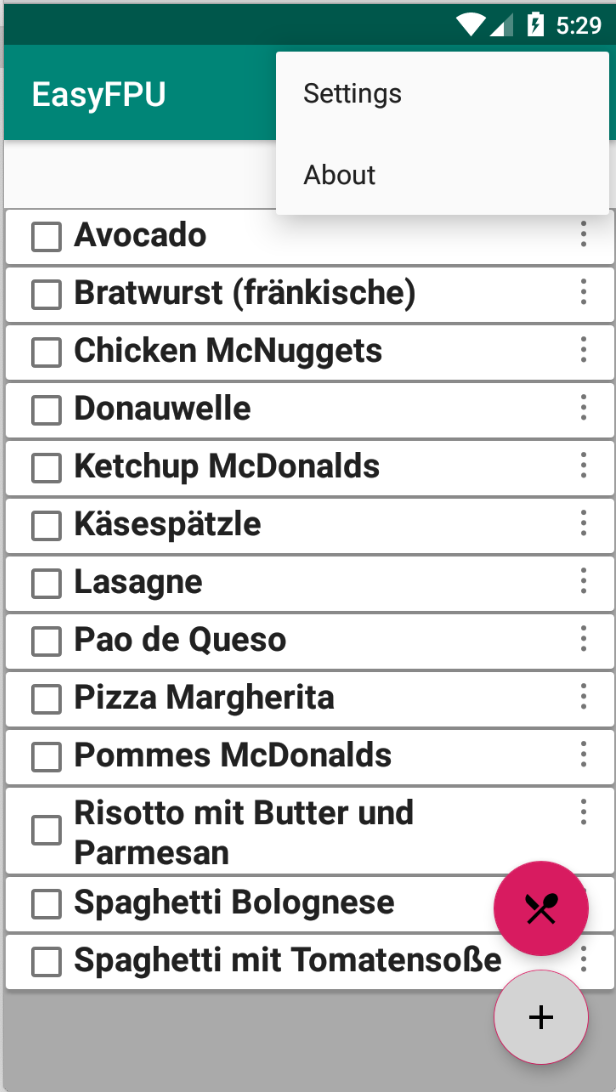 5:29
EasyFPU
Settings
About
Avocado
Bratwurst (fränkische)
Chicken McNuggets
Donauwelle
Ketchup McDonalds
Käsespätzle
Lasagne
Pao de Queso
Pizza Margherita
Pommes McDonalds
Risotto mit Butter und
Parmesan
Spaghetti Bolognese
Spaghetti mit Tomatensoße